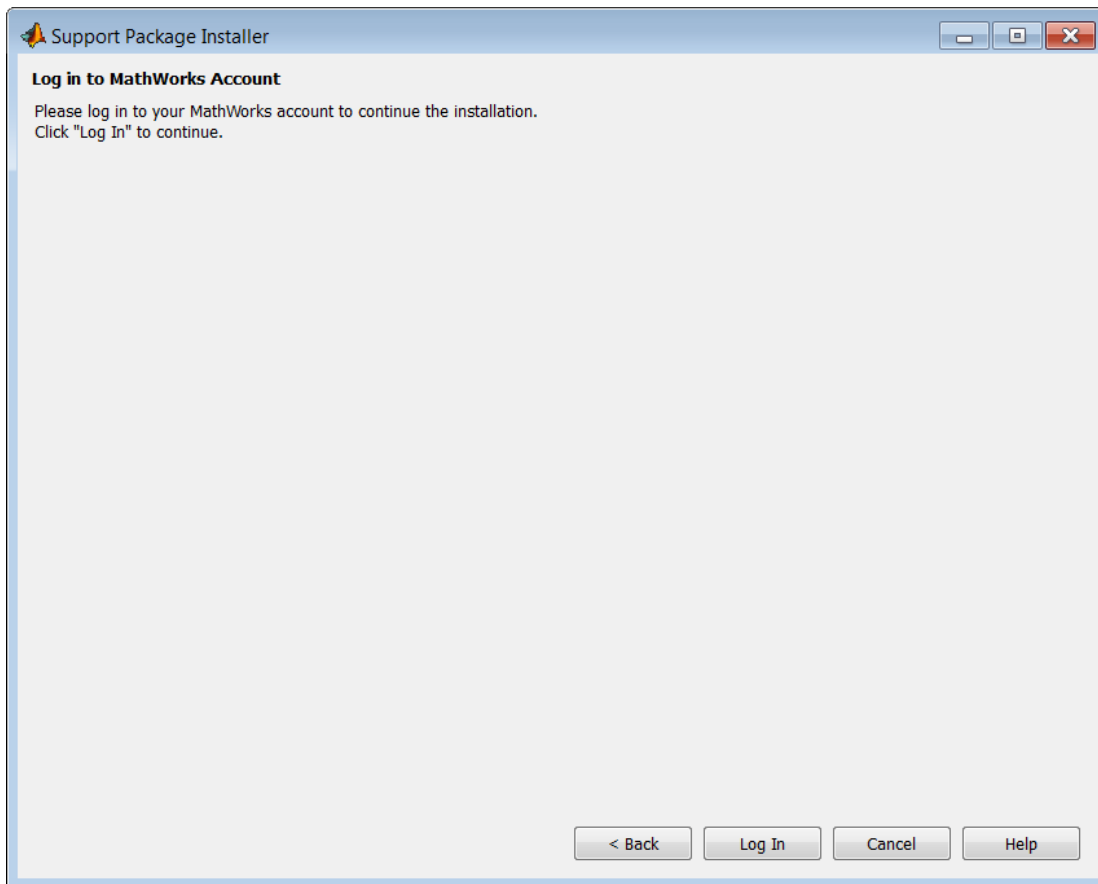 Support Package Installer
Log in to MathWorks Account
Please log in to your MathWorks account to continue the installation.
Click "Log In" to continue.
< Back
Log In
Cancel
Help